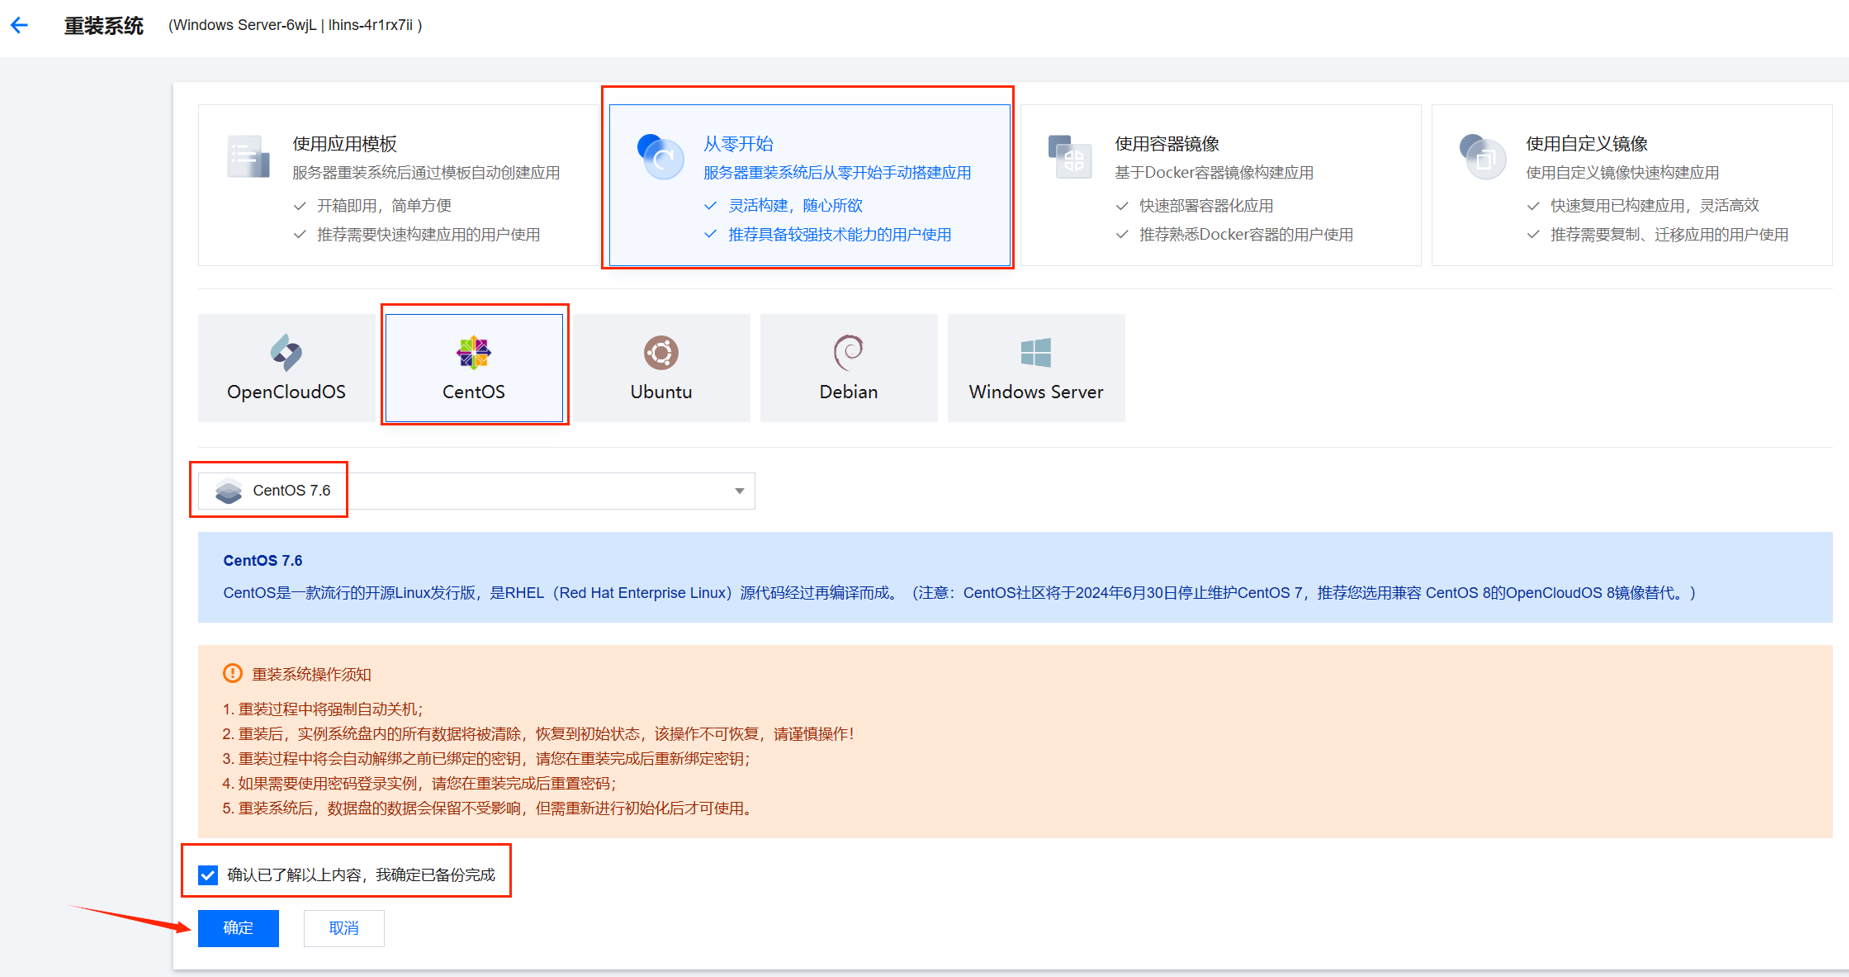 重装系统 (Windows Server-6wjL | lhins-4r1rx7ii )
使用应用模板
服务器重装系统后通过模板自动创建应用
开箱即用，简单方便
推荐需要快速构建应用的用户使用
从零开始
服务器重装系统后从零开始手动搭建应用
灵活构建，随心所欲
推荐具备较强技术能力的用户使用
使用容器镜像
基于Docker容器镜像构建应用
快速部署容器化应用
推荐熟悉Docker容器的用户使用
使用自定义镜像
使用自定义镜像快速构建应用
快速复用已构建应用，灵活高效
推荐需要复制、迁移应用的用户使用
OpenCloudOS
CentOS
Ubuntu
Debian
Windows Server
CentOS 7.6
CentOS 7.6
CentOS是一款流行的开源Linux发行版，是RHEL（Red Hat Enterprise Linux）源代码经过再编译而成。（注意：CentOS社区将于2024年6月30日停止维护CentOS 7，推荐您选用兼容 CentOS 8的OpenCloudOS 8镜像替代。）
重装系统操作须知
1. 重装过程中将强制自动关机；
2. 重装后，实例系统盘内的所有数据将被清除，恢复到初始状态，该操作不可恢复，请谨慎操作！
3. 重装过程中将会自动解绑之前已绑定的密钥，请您在重装完成后重新绑定密钥；
4. 如果需要使用密码登录实例，请您在重装完成后重置密码；
5. 重装系统后，数据盘的数据会保留不受影响，但需重新进行初始化后才可使用。
确认已了解以上内容，我确定已备份完成
确定
取消